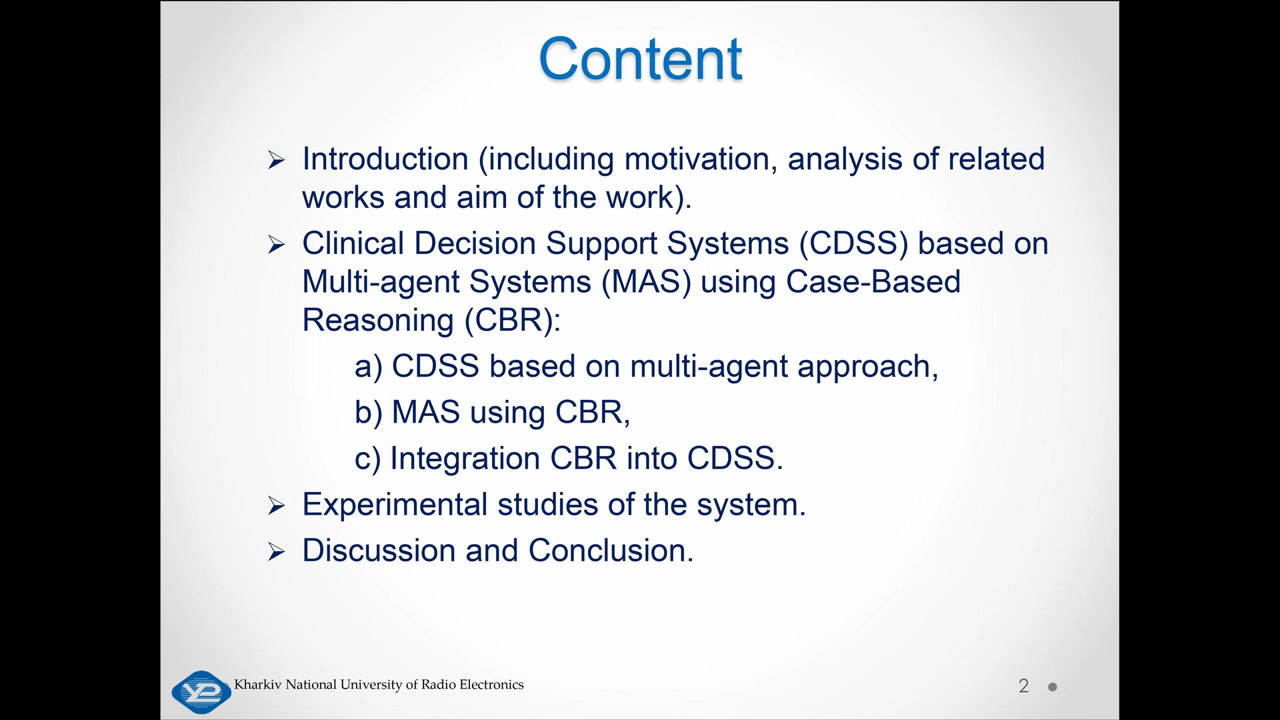 Content
Introduction (including motivation, analysis of related
works and aim of the work).
Clinical Decision Support Systems (CDSS) based on
Multi-agent Systems (MAS) using Case-Based
Reasoning (CBR):
a) CDSS based on multi-agent approach,
b) MAS using CBR,
c) Integration CBR into CDSS.
Experimental studies of the system.
Discussion and Conclusion.
Kharkiv National University of Radio Electronics
2